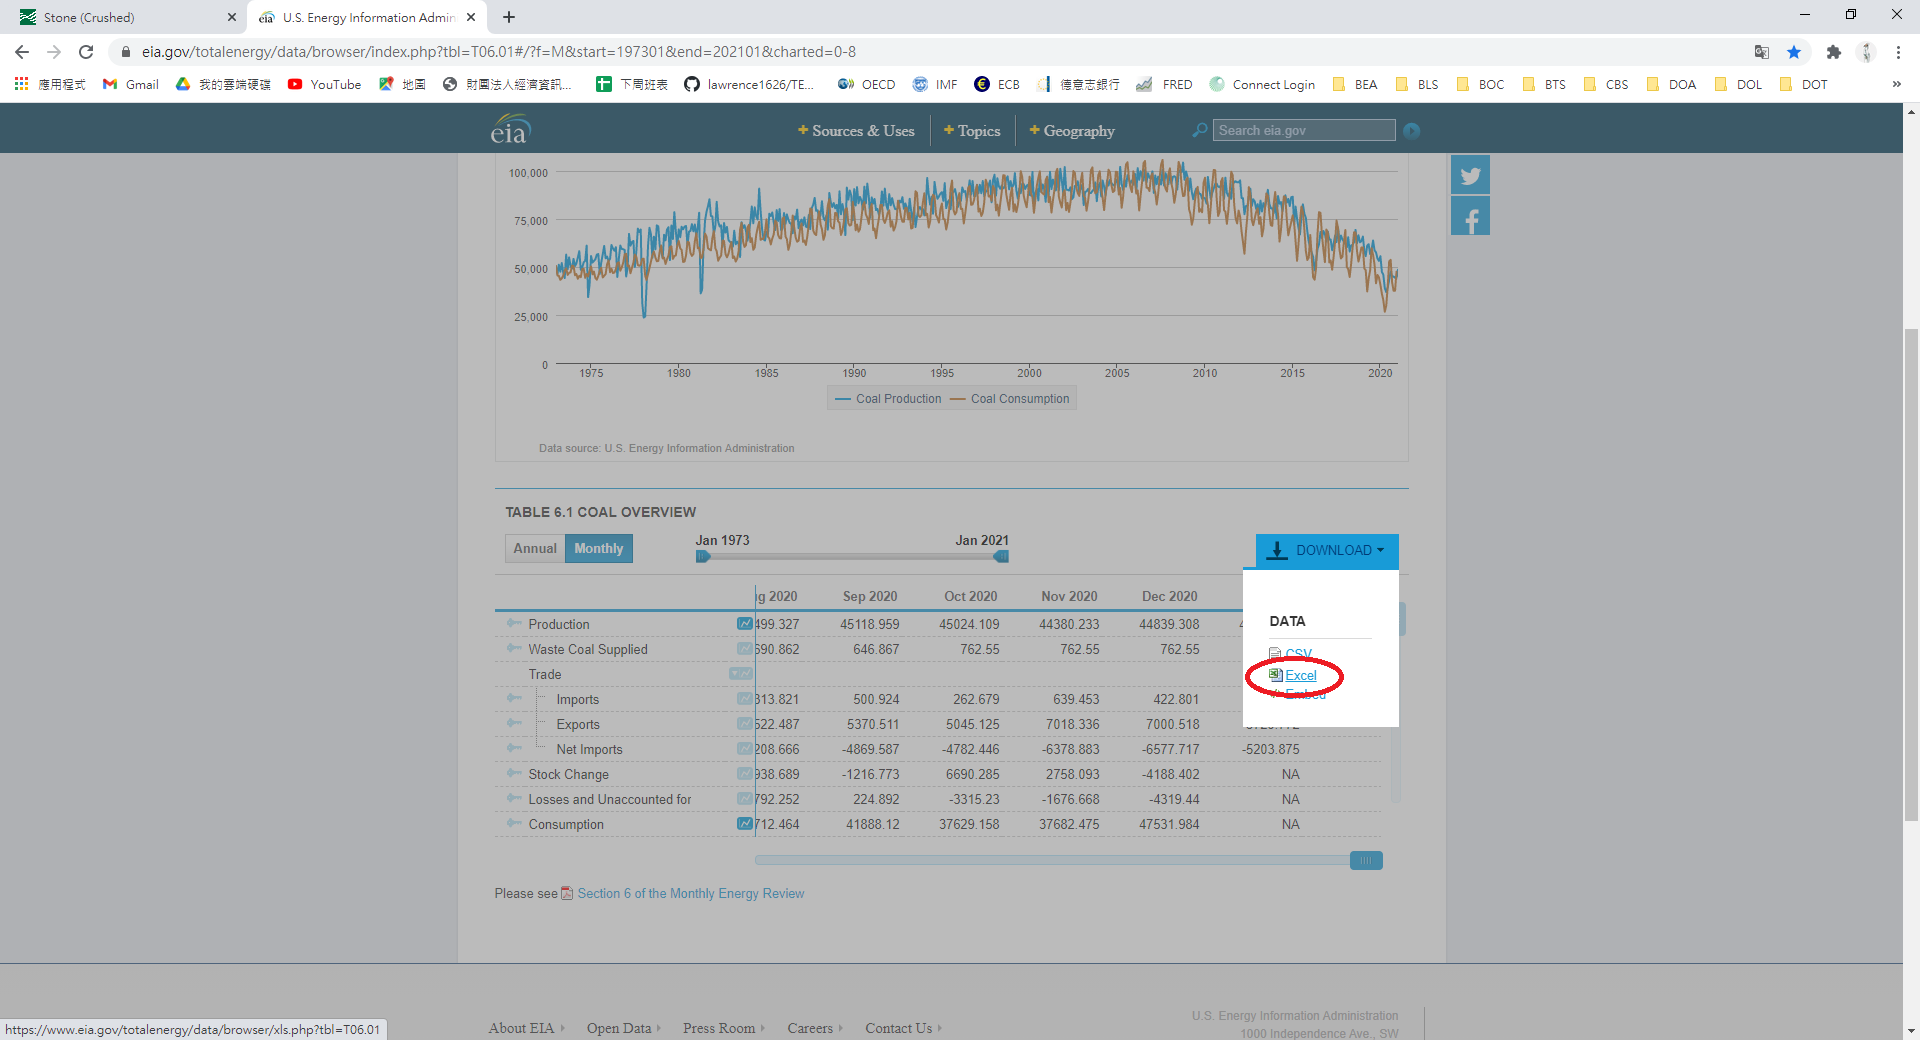 Stone (Crushed)
U.S. Energy Information Admin
eia.gov/totalenergy/data/browser/index.php?tbl=T06.01#/?f=M&start=197301&end=202101&charted=0-8
應用程式 Gmail 我的雲端硬碟 YouTube 地圖 財團法人經濟資訊... 下周班表 lawrence1626/TE... OECD IMF ECB 德意志銀行 FRED Connect Login BEA BLS BOC BTS CBS DOA DOL DOT »
eia
+ Sources & Uses + Topics + Geography Search eia.gov
100,000
75,000
50,000
25,000
0
1975 1980 1985 1990 1995 2000 2005 2010 2015 2020
Coal Production Coal Consumption
Data source: U.S. Energy Information Administration
TABLE 6.1 COAL OVERVIEW
Annual Monthly
Jan 1973 Jan 2021
DOWNLOAD
DATA
CSV
Excel
Embed
ug 2020 Sep 2020 Oct 2020 Nov 2020 Dec 2020
Production 499.327 45118.959 45024.109 44380.233 44839.308
Waste Coal Supplied 690.862 646.867 762.55 762.55 762.55
Trade
Imports 313.821 500.924 262.679 639.453 422.801
Exports 522.487 5370.511 5045.125 7018.336 7000.518
Net Imports 208.666 -4869.587 -4782.446 -6378.883 -6577.717 -5203.875
Stock Change 938.689 -1216.773 6690.285 2758.093 -4188.402 NA
Losses and Unaccounted for 792.252 224.892 -3315.23 -1676.668 -4319.44 NA
Consumption 712.464 41888.12 37629.158 37682.475 47531.984 NA
Please see Section 6 of the Monthly Energy Review
About EIA Open Data Press Room Careers Contact Us
U.S. Energy Information Administration
1000 Independence Ave., SW
https://www.eia.gov/totalenergy/data/browser/xls.php?tbl=T06.01